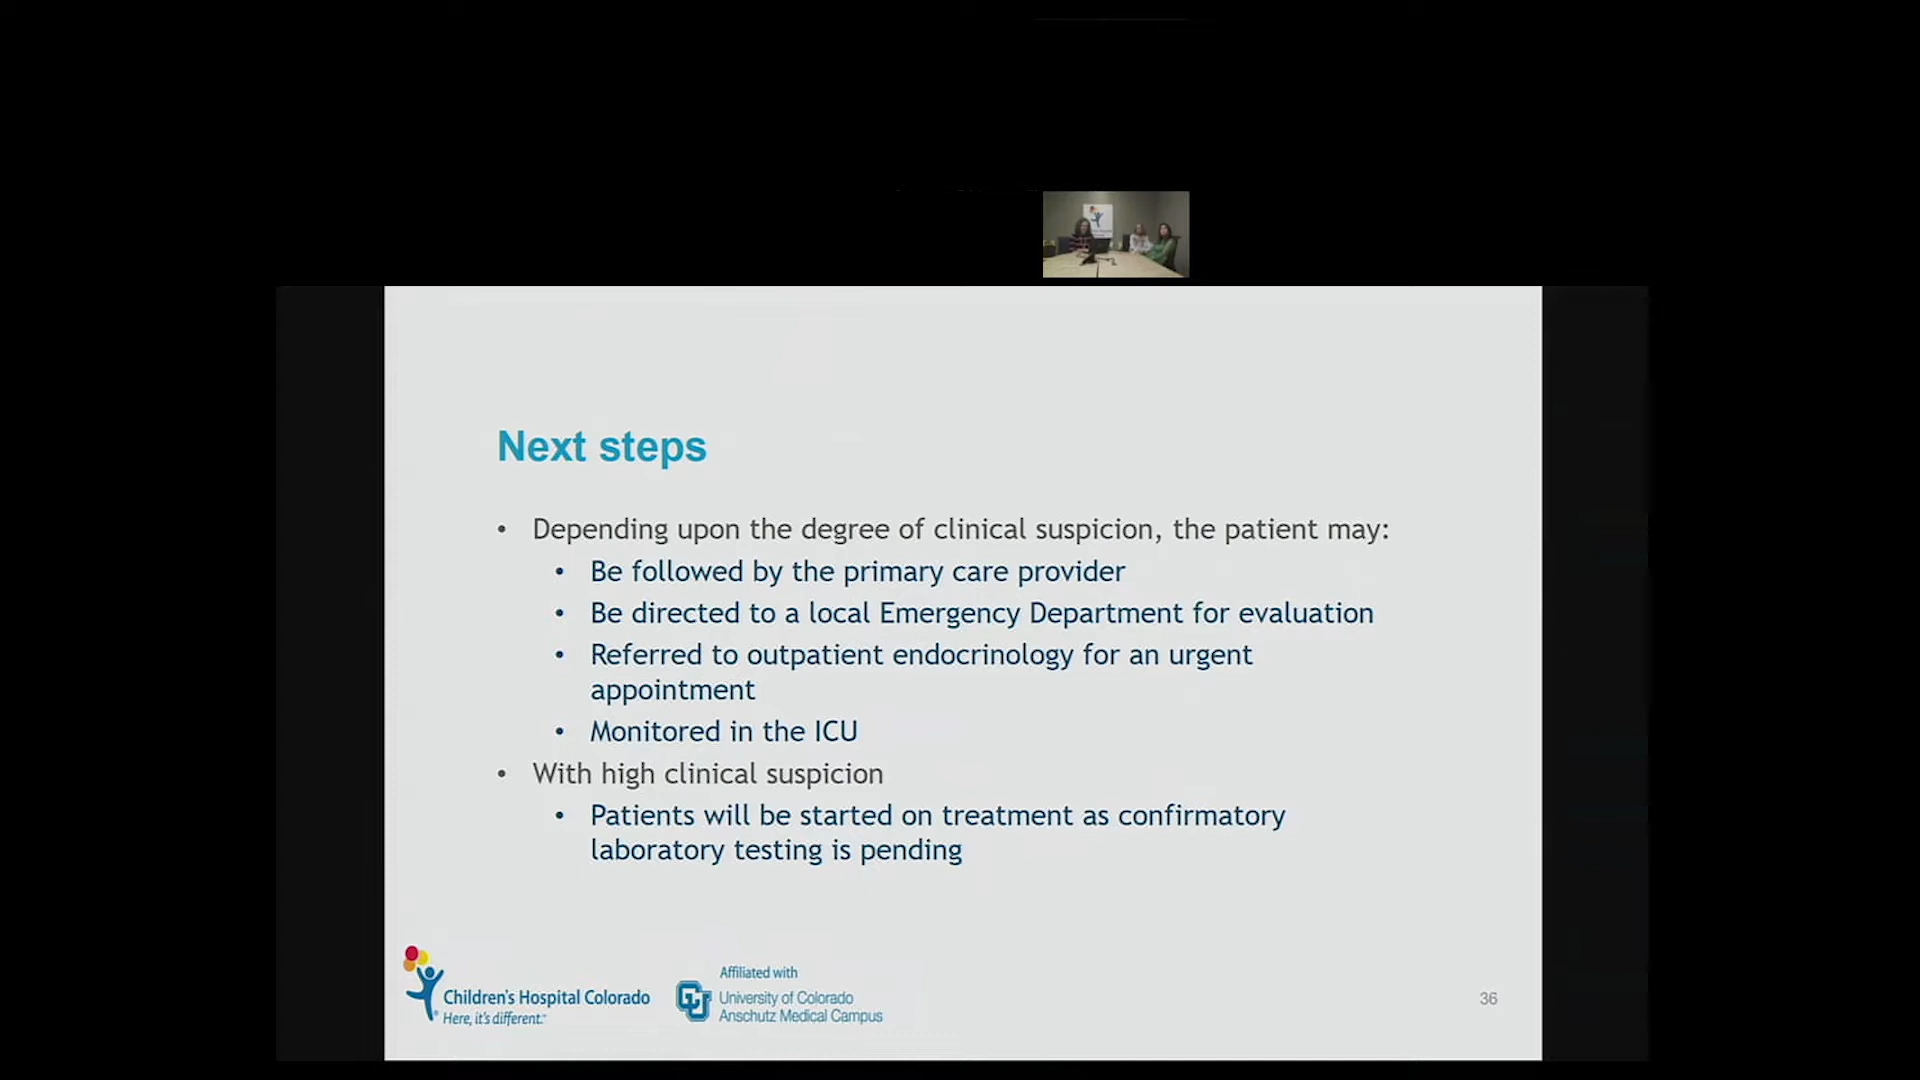 Next steps
• Depending upon the degree of clinical suspicion, the patient may:
• Be followed by the primary care provider
• Be directed to a local Emergency Department for evaluation
• Referred to outpatient endocrinology for an urgent
appointment
• Monitored in the ICU
• With high clinical suspicion
• Patients will be started on treatment as confirmatory
laboratory testing is pending
Children's Hospital Colorado
Here, it's different.™
Affiliated with
University of Colorado
Anschutz Medical Campus
36